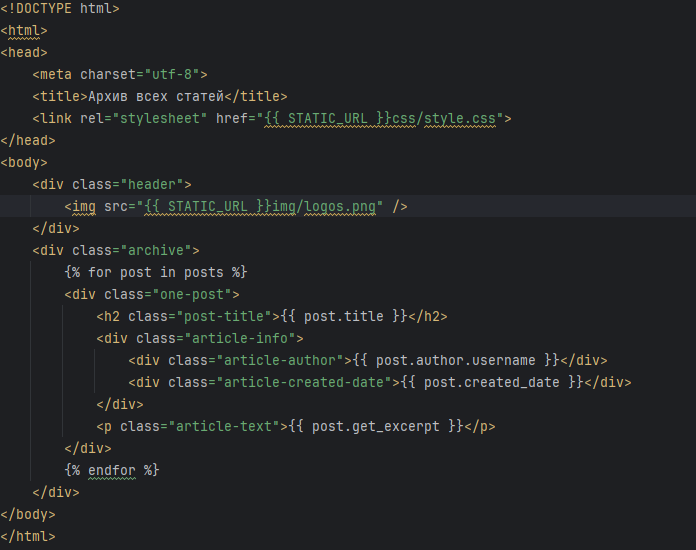 <!DOCTYPE html>
<html>
<head>
    <meta charset="utf-8">
    <title>Архив всех статей</title>
    <link rel="stylesheet" href="{{ STATIC_URL }}css/style.css">
</head>
<body>
    <div class="header">
        <img src="{{ STATIC_URL }}img/logos.png" />
    </div>
    <div class="archive">
        {% for post in posts %}
        <div class="one-post">
            <h2 class="post-title">{{ post.title }}</h2>
            <div class="article-info">
                <div class="article-author">{{ post.author.username }}</div>
                <div class="article-created-date">{{ post.created_date }}</div>
            </div>
            <p class="article-text">{{ post.get_excerpt }}</p>
        </div>
        {% endfor %}
    </div>
</body>
</html>